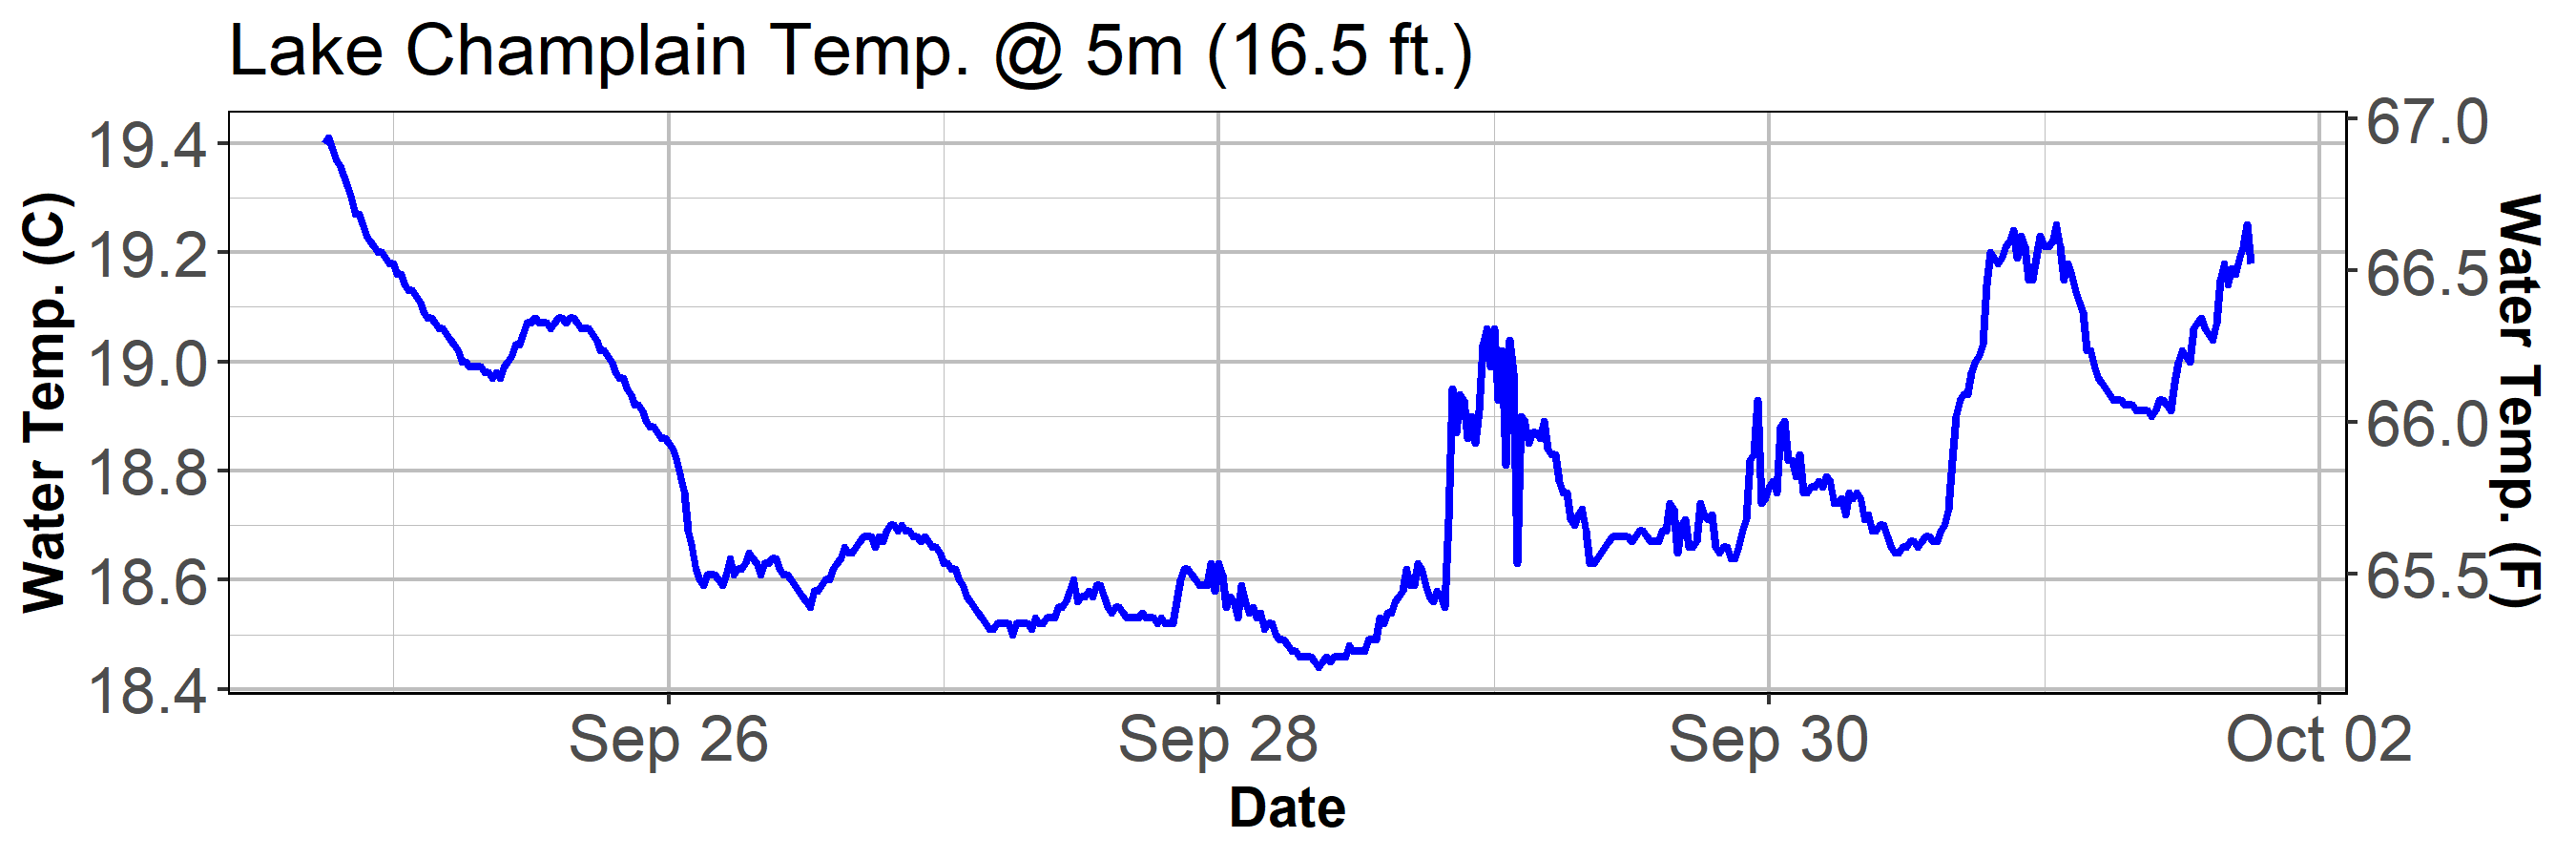 Lake Champlain Temp. @ 5m (16.5 ft.)
Water Temp. (C)
19.4
19.2
19.0
18.8
18.6
18.4
67.0
66.5
66.0
65.5
Water Temp. (F)
Sep 26 Sep 28 Sep 30 Oct 02
Date